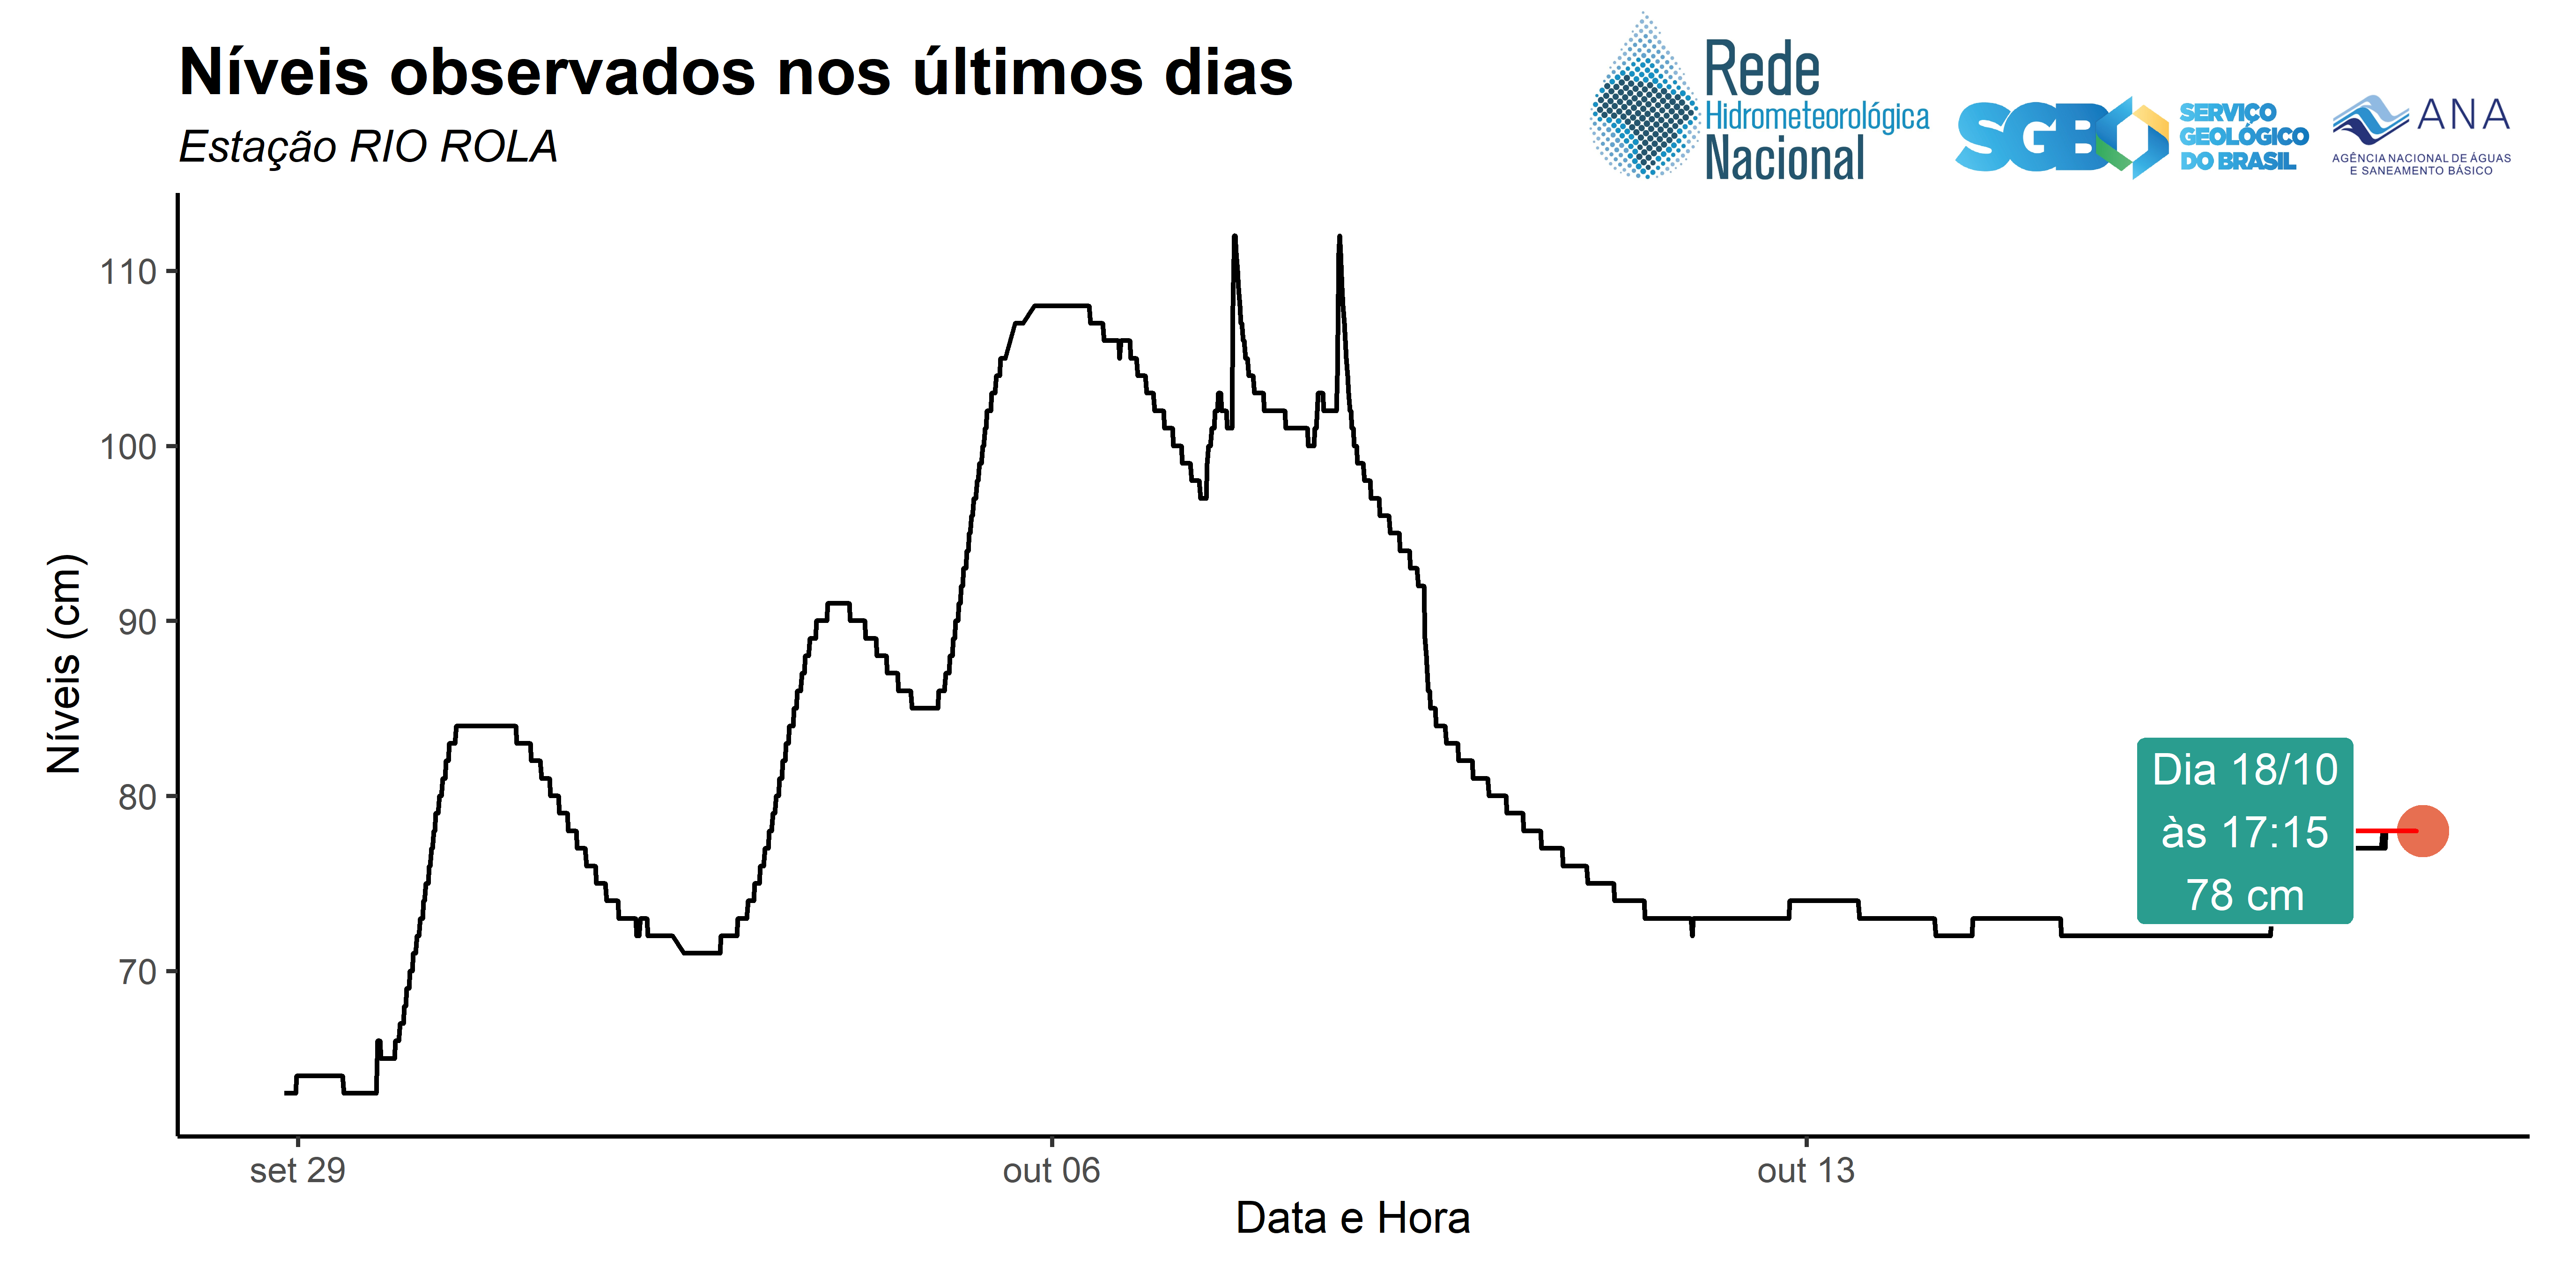 Níveis observados nos últimos dias
Estação RIO ROLA
Rede
Hidrometeorológica
Nacional
SGB
SERVIÇO
GEOLÓGICO
DO BRASIL
ANA
AGÊNCIA NACIONAL DE ÁGUAS
E SANEAMENTO BÁSICO
Níveis (cm)
110
100
90
80
70
Dia 18/10
às 17:15
78 cm
set 29
out 06
out 13
Data e Hora